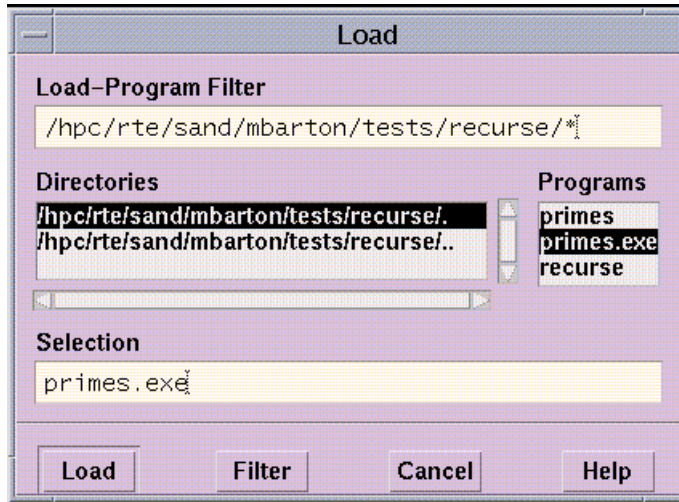 Load
Load-Program Filter
/hpc/rte/sand/mbarton/tests/recurse/*
Directories
/hpc/rte/sand/mbarton/tests/recurse/.
/hpc/rte/sand/mbarton/tests/recurse/..
Programs
primes
primes.exe
recurse
Selection
primes.exe
Load Filter Cancel Help